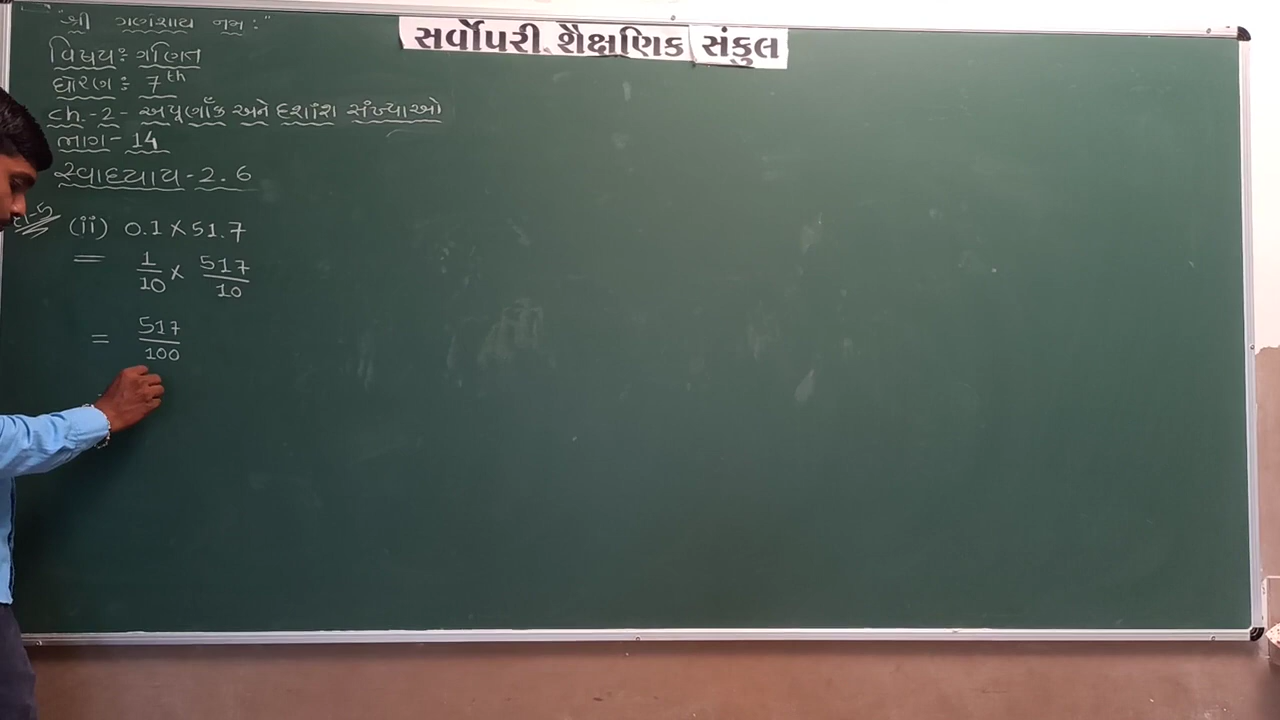 "શ્રી ગણેશાય નમઃ"
સર્વોપરી શૈક્ષણિક સંકુલ
વિષય: ગણિત
ધોરણ: 7th
Ch.-2- અપૂર્ણાંક અને દશાંશ સંખ્યાઓ
ભાગ- 14
સ્વાધ્યાય-2.6
(ii) 0.1 × 51.7
= 1/10 × 517/10
= 517/100